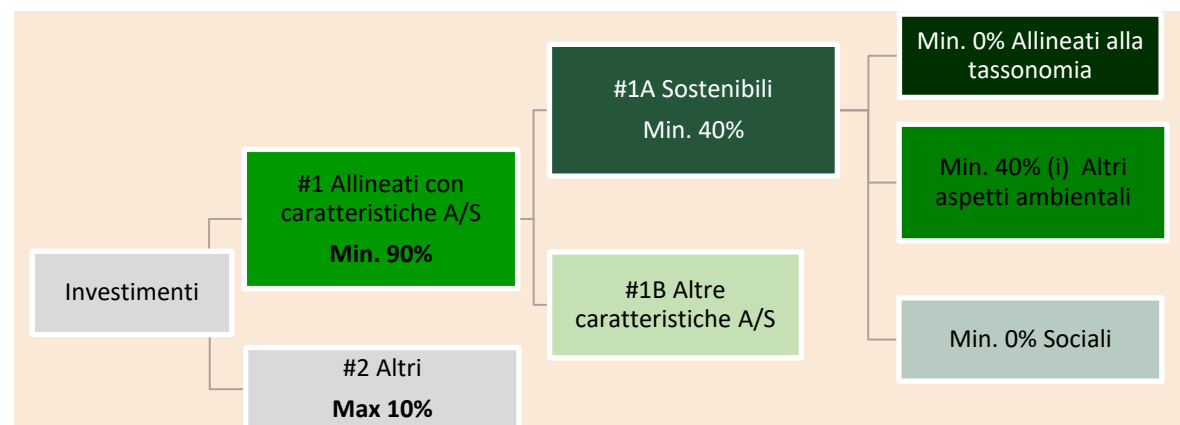 Investimenti
#1 Allineati con
caratteristiche A/S
Min. 90%
#2 Altri
Max 10%
#1A Sostenibili
Min. 40%
#1B Altre
caratteristiche A/S
Min. 0% Allineati alla
tassonomia
Min. 40% (i) Altri
aspetti ambientali
Min. 0% Sociali